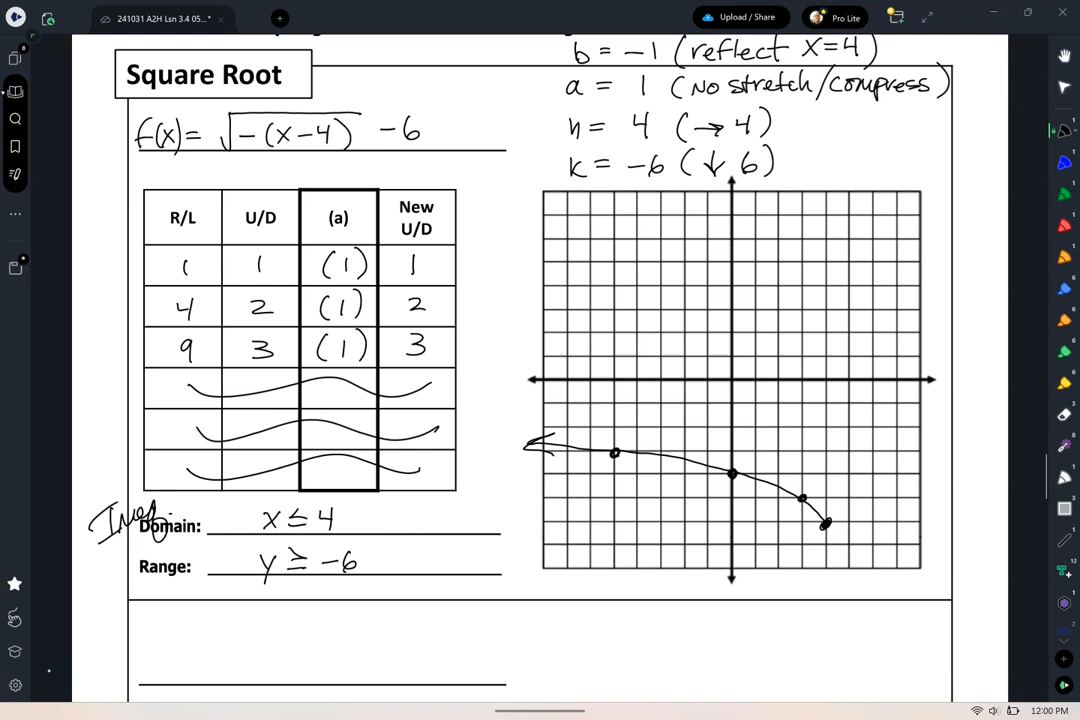 241031 A2H Lsn 3.4 05...*
Upload / Share
Pro Lite
b = -1 (reflect x=4)
Square Root
a = 1 (No stretch/compress)
f(x)= √-(x-4) -6
h = 4 (→ 4)
k = -6 (↓ 6)
R/L U/D (a) New U/D
1 1 (1) 1
4 2 (1) 2
9 3 (1) 3
Domain: x ≤ 4
Range: y ≥ -6
12:00 PM